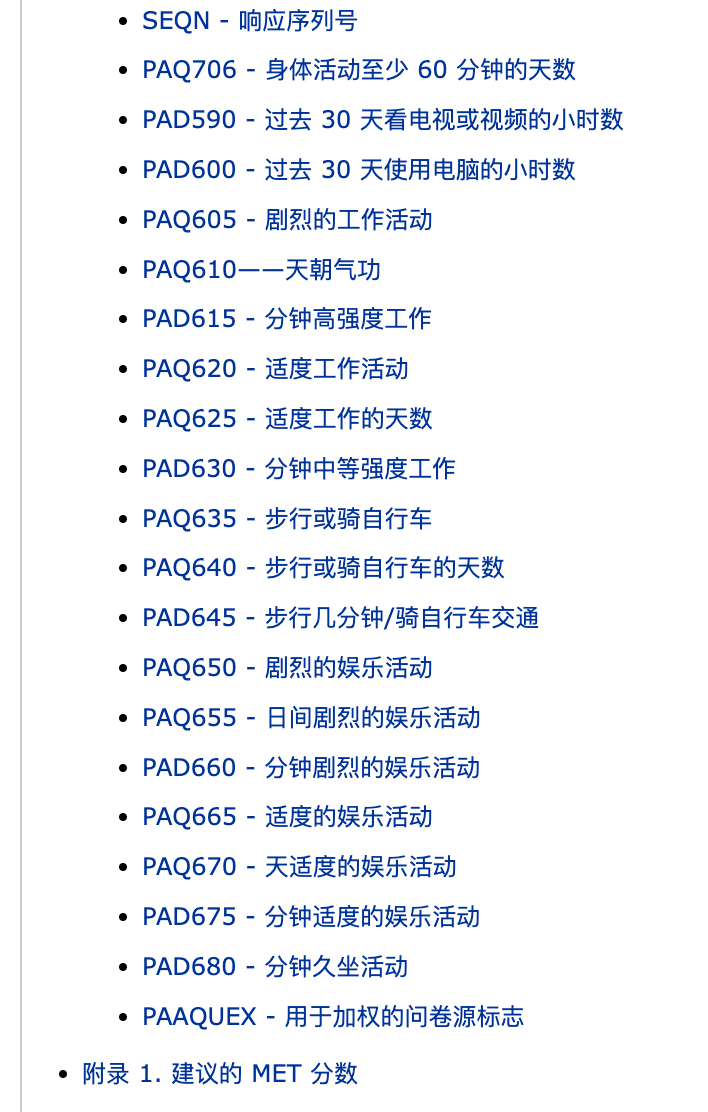 SEQN - 响应序列号
PAQ706 - 身体活动至少 60 分钟的天数
PAD590 - 过去 30 天看电视或视频的小时数
PAD600 - 过去 30 天使用电脑的小时数
PAQ605 - 剧烈的工作活动
PAQ610——天朝气功
PAD615 - 分钟高强度工作
PAQ620 - 适度工作活动
PAQ625 - 适度工作的天数
PAD630 - 分钟中等强度工作
PAQ635 - 步行或骑自行车
PAQ640 - 步行或骑自行车的天数
PAD645 - 步行几分钟/骑自行车交通
PAQ650 - 剧烈的娱乐活动
PAQ655 - 日间剧烈的娱乐活动
PAD660 - 分钟剧烈的娱乐活动
PAQ665 - 适度的娱乐活动
PAQ670 - 天适度的娱乐活动
PAD675 - 分钟适度的娱乐活动
PAD680 - 分钟久坐活动
PAAQUEX - 用于加权的问卷源标志
附录 1. 建议的 MET 分数